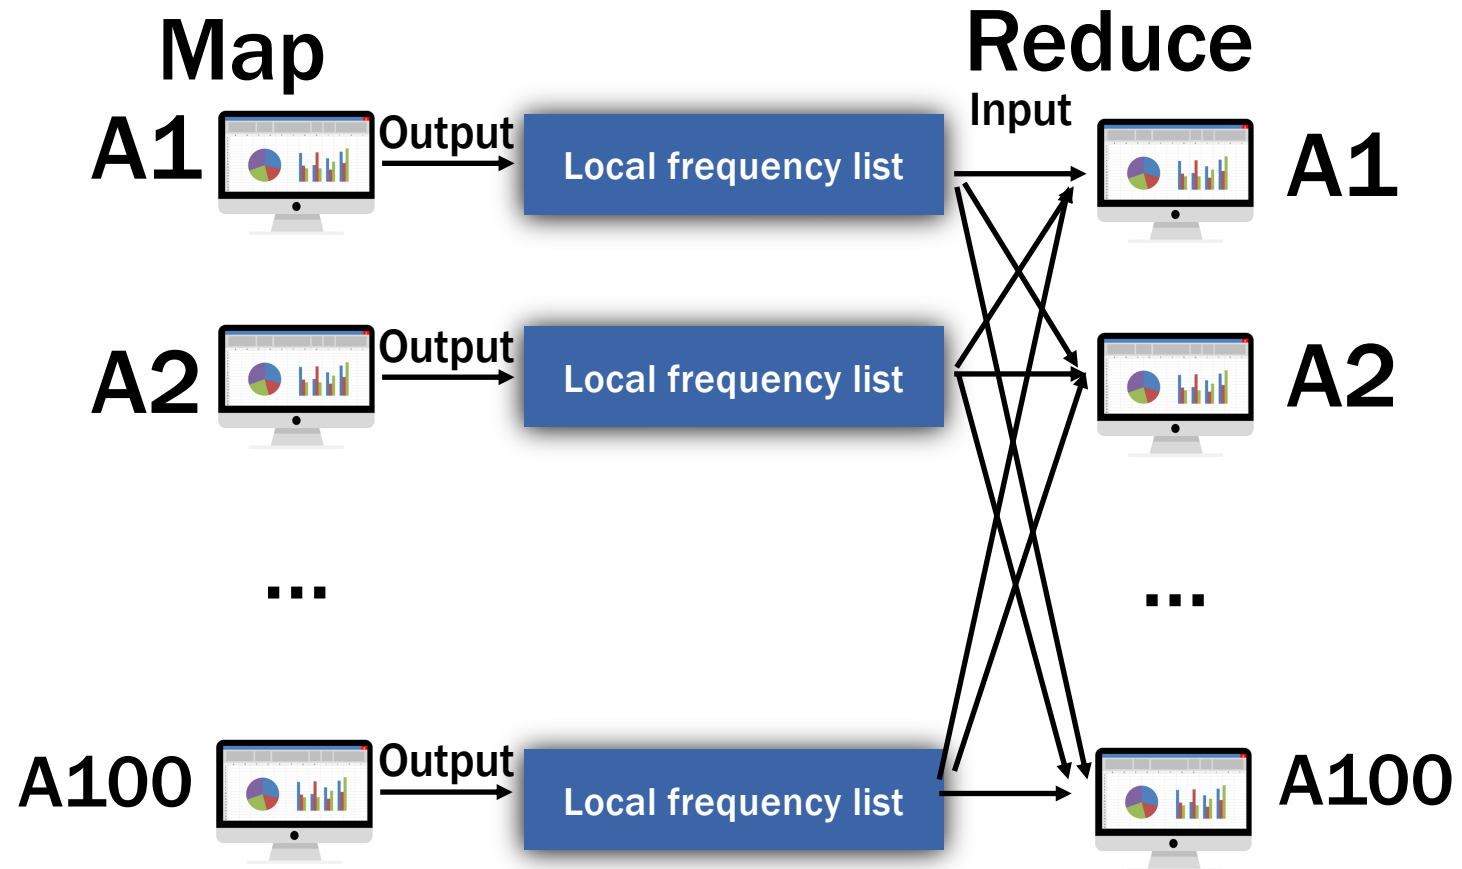 Map
Reduce
Input
A1
Output
Local frequency list
A1
A2
Output
Local frequency list
A2
...
...
A100
Output
Local frequency list
A100